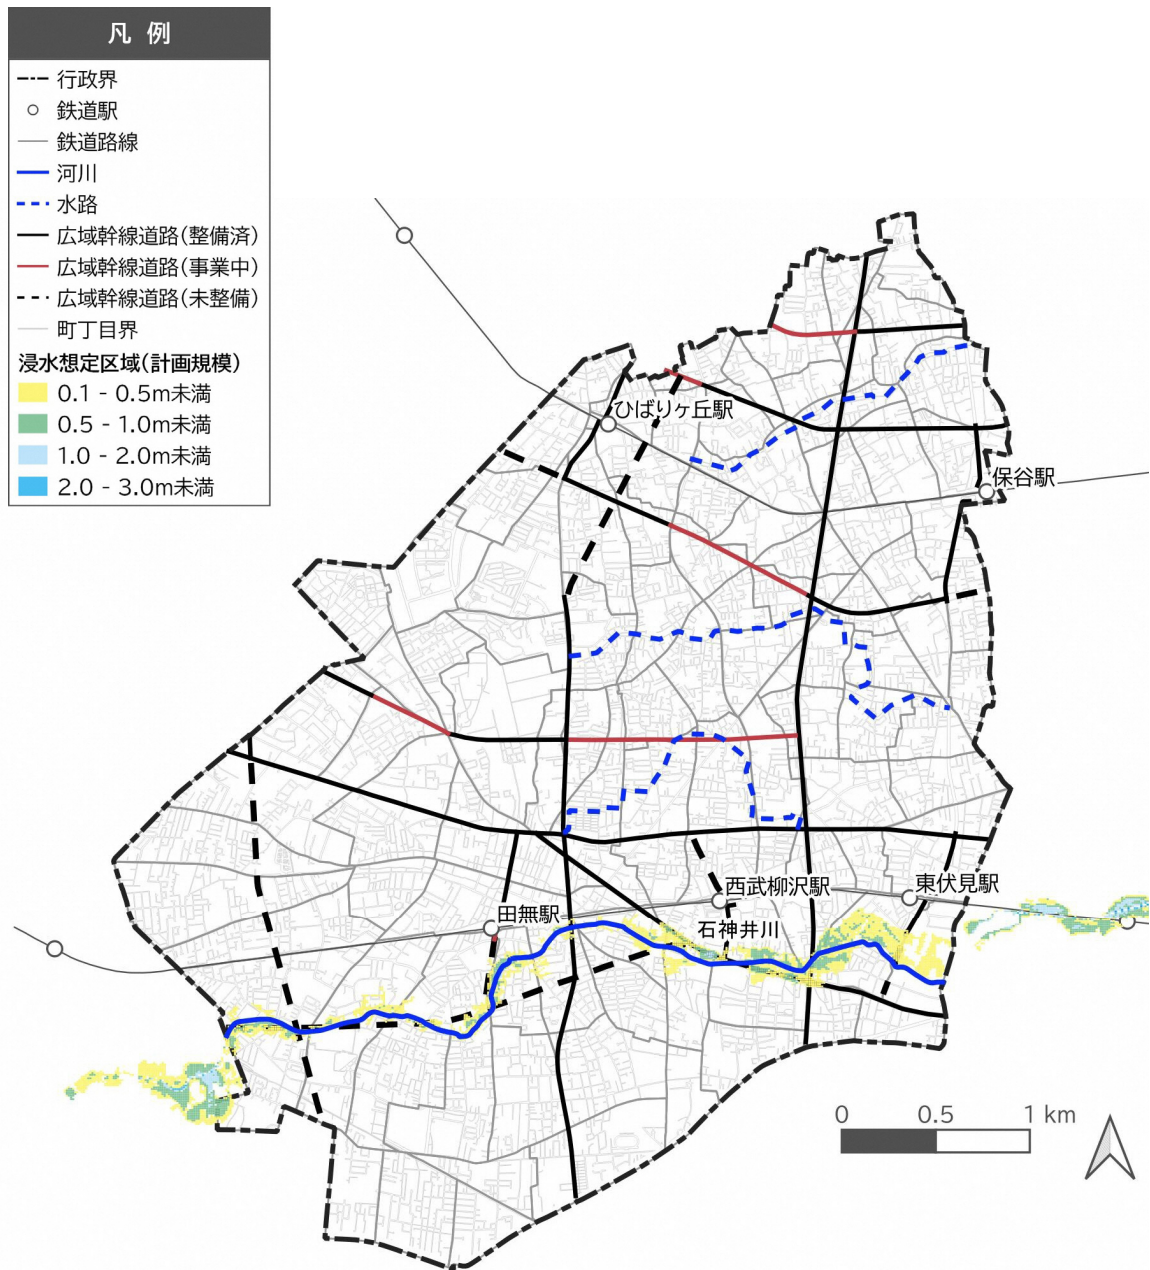 凡 例
行政界
鉄道駅
鉄道路線
河川
水路
広域幹線道路(整備済)
広域幹線道路(事業中)
広域幹線道路(未整備)
町丁目界
浸水想定区域(計画規模)
0.1 - 0.5m未満
0.5 - 1.0m未満
1.0 - 2.0m未満
2.0 - 3.0m未満
ひばりヶ丘駅
保谷駅
西武柳沢駅
東伏見駅
田無駅
石神井川
0 0.5 1 km